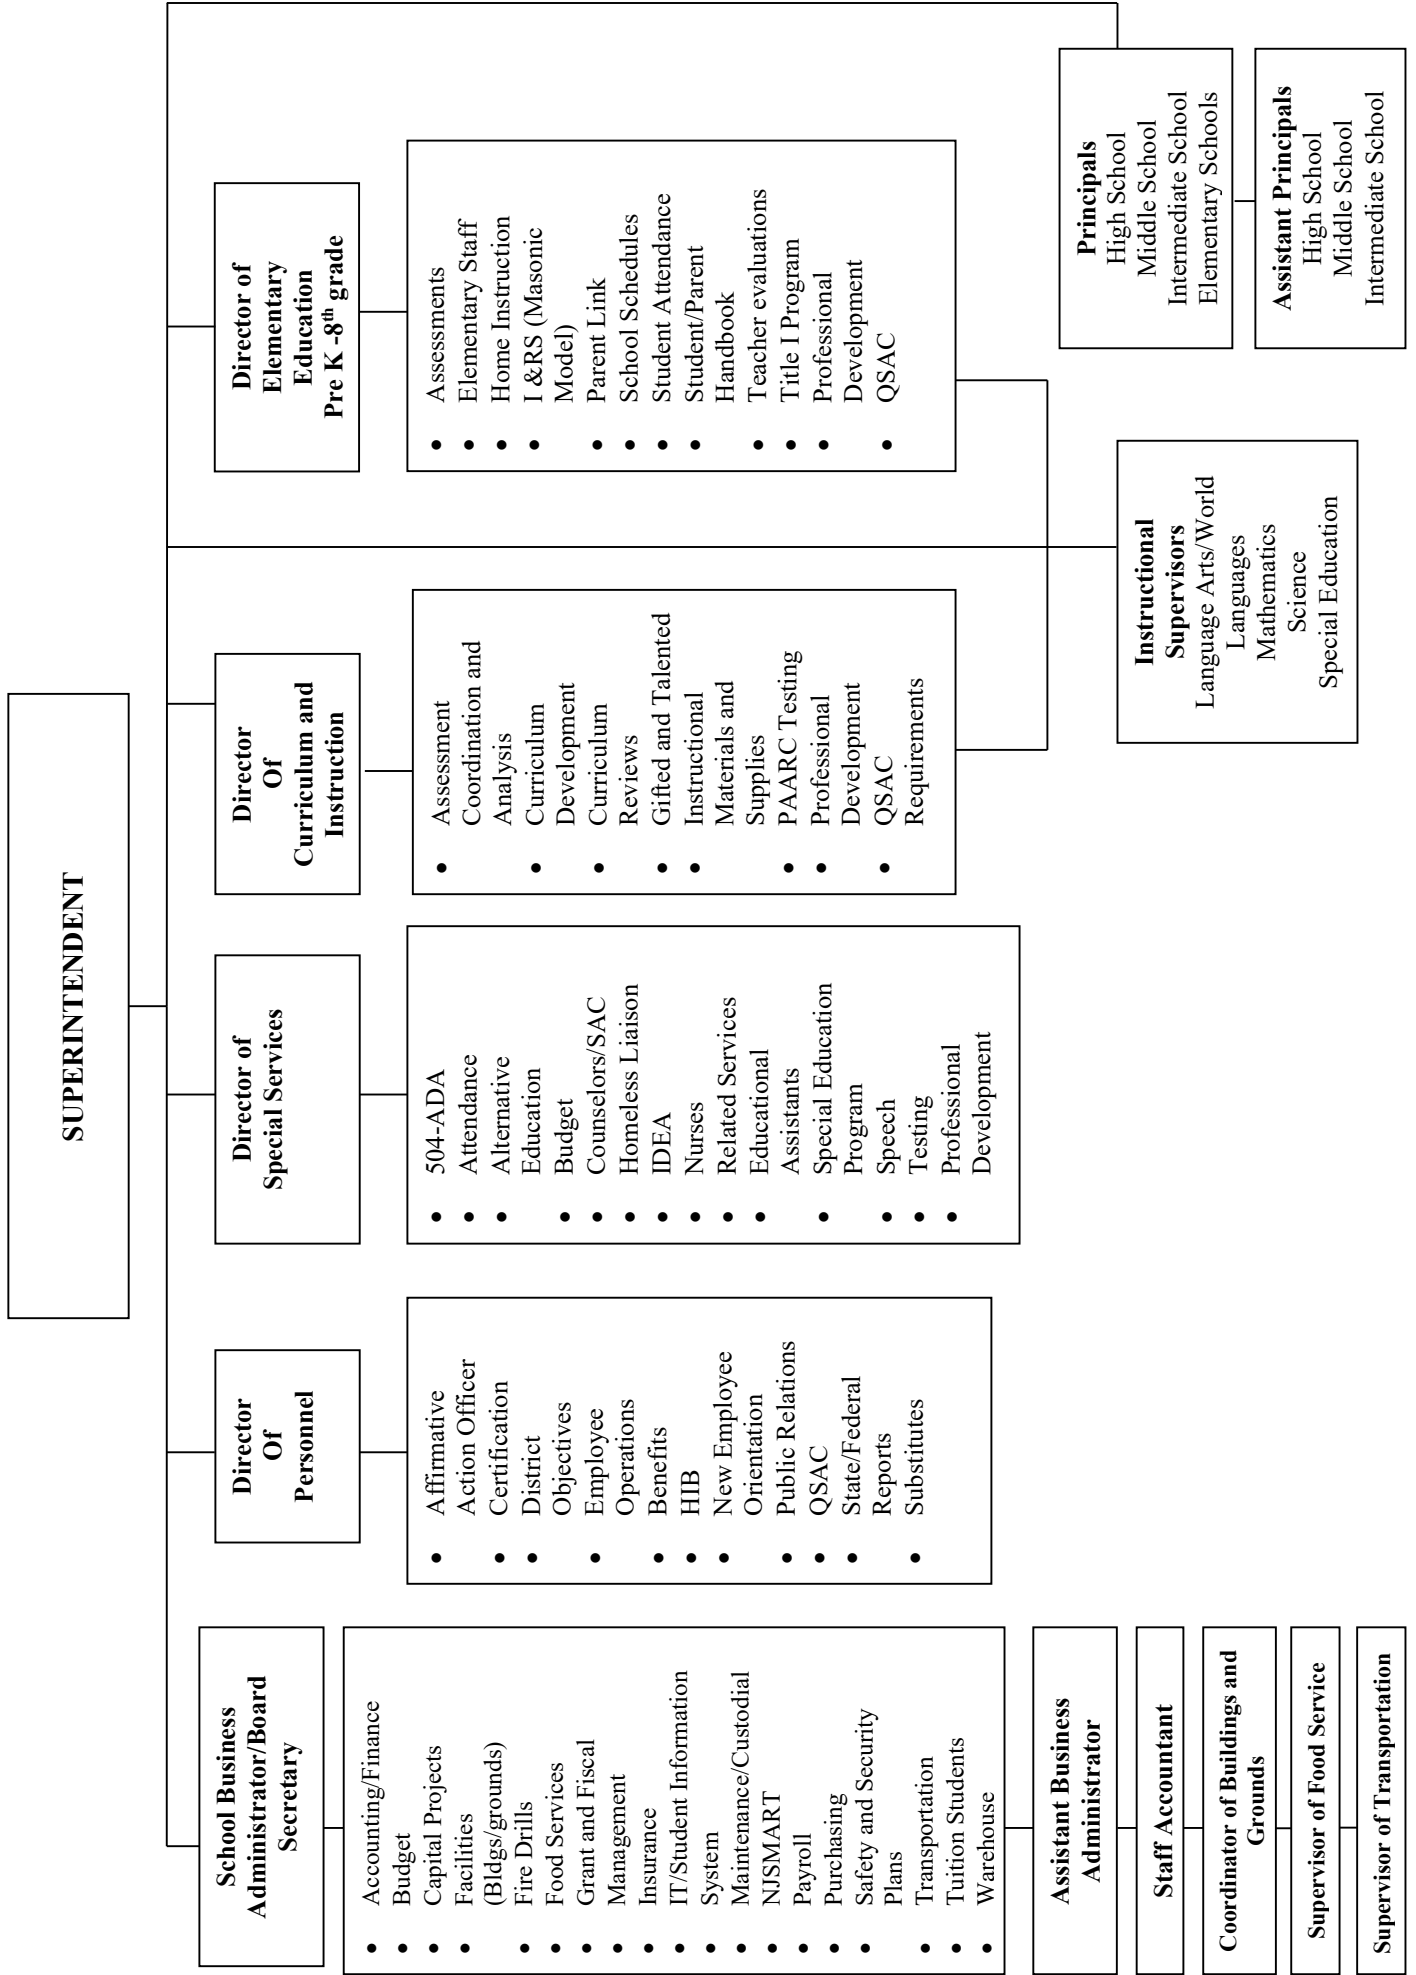 SUPERINTENDENT
School Business
Administrator/Board
Secretary
• Accounting/Finance
• Budget
• Capital Projects
• Facilities
(Bldgs/grounds)
• Fire Drills
• Food Services
• Grant and Fiscal
• Management
• Insurance
• IT/Student Information
• System
• Maintenance/Custodial
• NJSMART
• Payroll
• Purchasing
• Safety and Security
Plans
• Transportation
• Tuition Students
• Warehouse
Assistant Business
Administrator
Staff Accountant
Coordinator of Buildings and
Grounds
Supervisor of Food Service
Supervisor of Transportation
Director
Of
Personnel
• Affirmative
Action Officer
• Certification
• District
Objectives
• Employee
Operations
• Benefits
• HIB
• New Employee
Orientation
• Public Relations
• QSAC
• State/Federal
Reports
• Substitutes
Director of
Special Services
• 504-ADA
• Attendance
• Alternative
Education
• Budget
• Counselors/SAC
• Homeless Liaison
• IDEA
• Nurses
• Related Services
• Educational
Assistants
• Special Education
Program
• Speech
• Testing
• Professional
Development
Director
Of
Curriculum and
Instruction
• Assessment
Coordination and
Analysis
• Curriculum
Development
• Curriculum
Reviews
• Gifted and Talented
• Instructional
Materials and
Supplies
• PAARC Testing
• Professional
Development
• QSAC
Requirements
Director of
Elementary
Education
Pre K -8th grade
• Assessments
• Elementary Staff
• Home Instruction
• I &RS (Masonic
Model)
• Parent Link
• School Schedules
• Student Attendance
• Student/Parent
Handbook
• Teacher evaluations
• Title I Program
• Professional
Development
• QSAC
Instructional
Supervisors
Language Arts/World
Languages
Mathematics
Science
Special Education
Principals
High School
Middle School
Intermediate School
Elementary Schools
Assistant Principals
High School
Middle School
Intermediate School